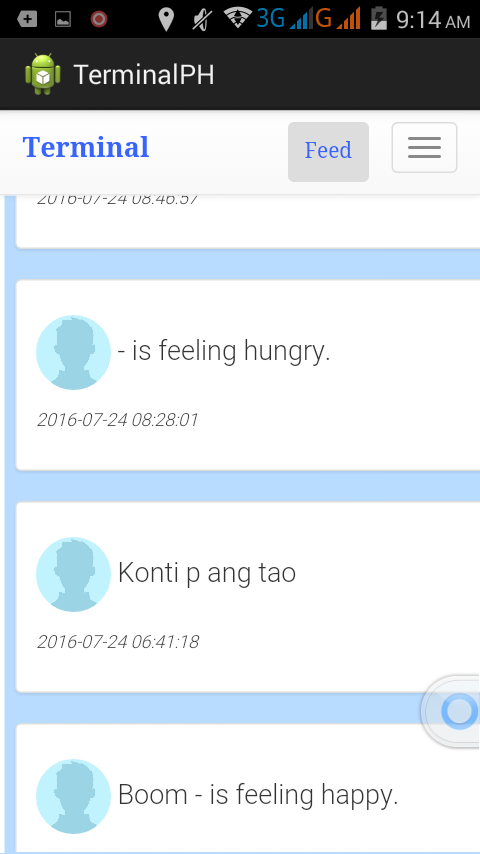 3G G 9:14 AM
TerminalPH
Terminal Feed
2016-07-24 08:46:57
- is feeling hungry.
2016-07-24 08:28:01
Konti p ang tao
2016-07-24 06:41:18
Boom - is feeling happy.